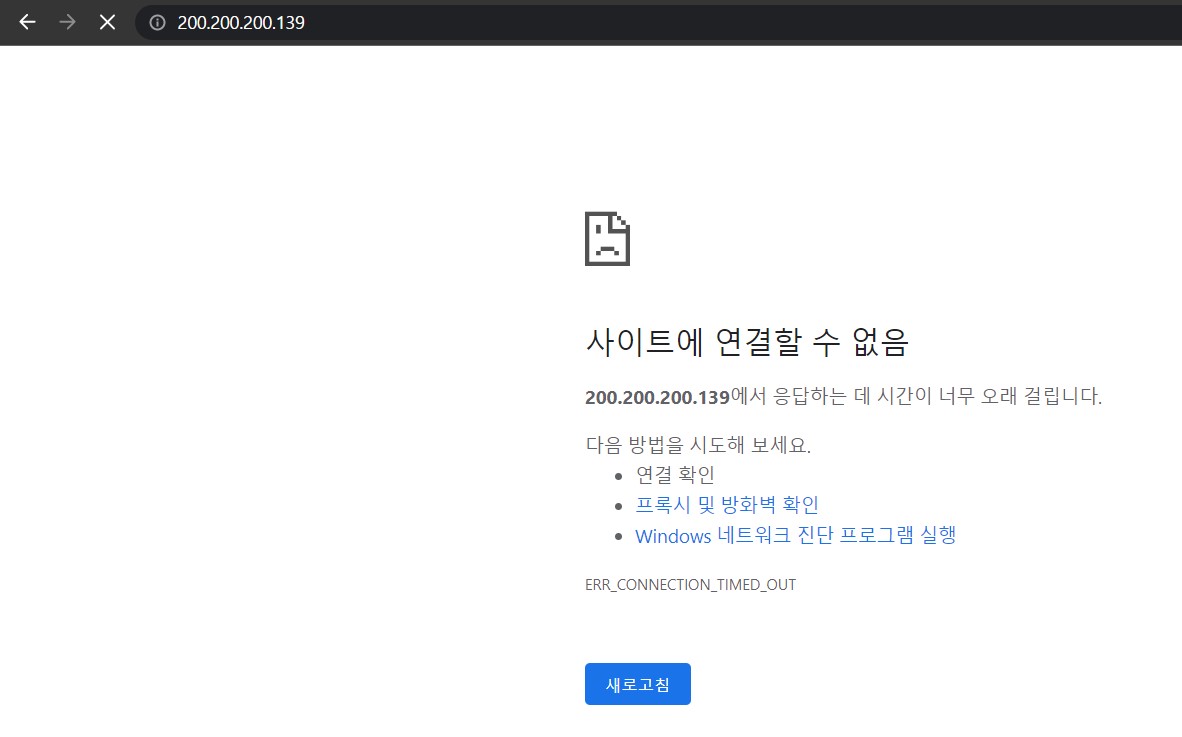 200.200.200.139
사이트에 연결할 수 없음
200.200.200.139에서 응답하는 데 시간이 너무 오래 걸립니다.
다음 방법을 시도해 보세요.
• 연결 확인
• 프록시 및 방화벽 확인
• Windows 네트워크 진단 프로그램 실행
ERR_CONNECTION_TIMED_OUT
새로고침